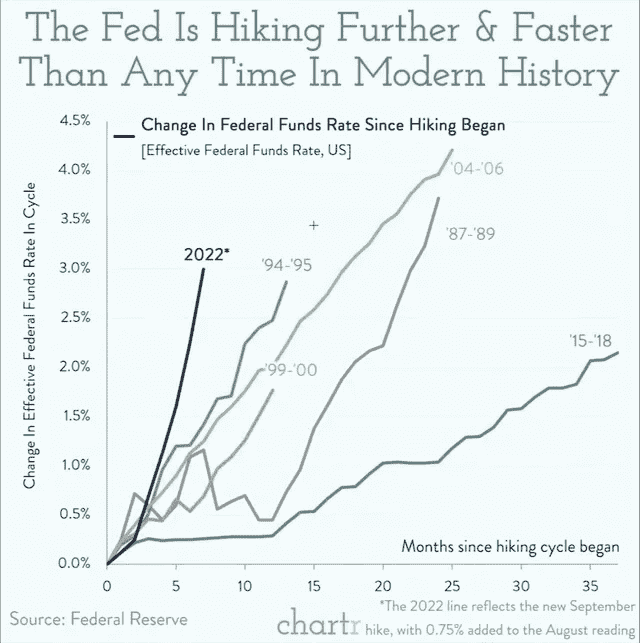 The Fed Is Hiking Further & Faster
Than Any Time In Modern History
Change In Federal Funds Rate Since Hiking Began
[Effective Federal Funds Rate, US]
Change In Effective Federal Funds Rate In Cycle
4.5%
4.0%
3.5%
3.0%
2.5%
2.0%
1.5%
1.0%
0.5%
0.0%
'04-'06
'87-'89
2022*
'94-'95
'99-'00
'15-'18
Months since hiking cycle began
0 5 10 15 20 25 30 35
*The 2022 line reflects the new September
hike, with 0.75% added to the August reading
Source: Federal Reserve
chartr